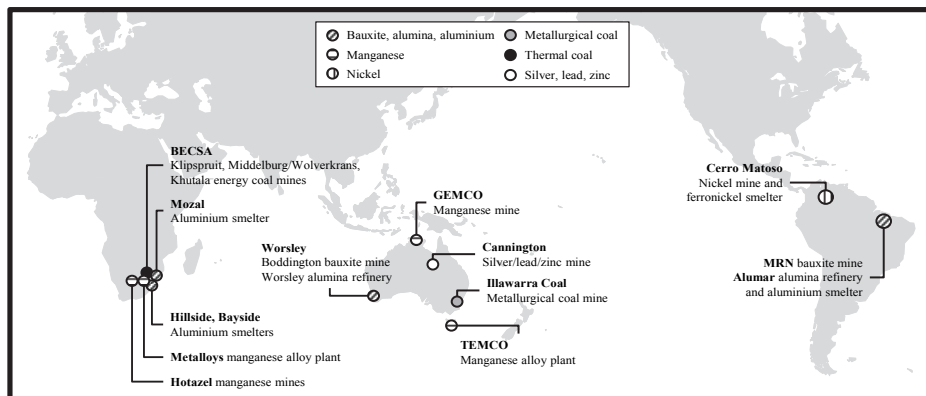 Bauxite, alumina, aluminium
Manganese
Nickel
Metallurgical coal
Thermal coal
Silver, lead, zinc
BECSA
Klipspruit, Middelburg/Wolverkrans,
Khutala energy coal mines
Mozal
Aluminium smelter
Hillside, Bayside
Aluminium smelters
Metalloys manganese alloy plant
Hotazel manganese mines
Worsley
Boddington bauxite mine
Worsley alumina refinery
GEMCO
Manganese mine
Cannington
Silver/lead/zinc mine
Illawarra Coal
Metallurgical coal mine
TEMCO
Manganese alloy plant
Cerro Matoso
Nickel mine and
ferronickel smelter
MRN bauxite mine
Alumar alumina refinery
and aluminium smelter